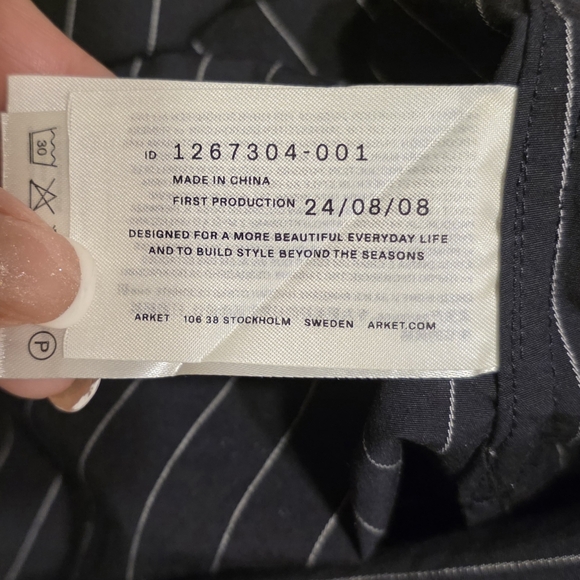 ID 1267304-001
MADE IN CHINA
FIRST PRODUCTION 24/08/08
DESIGNED FOR A MORE BEAUTIFUL EVERYDAY LIFE
AND TO BUILD STYLE BEYOND THE SEASONS
ARKET 106 38 STOCKHOLM SWEDEN ARKET.COM
30
P